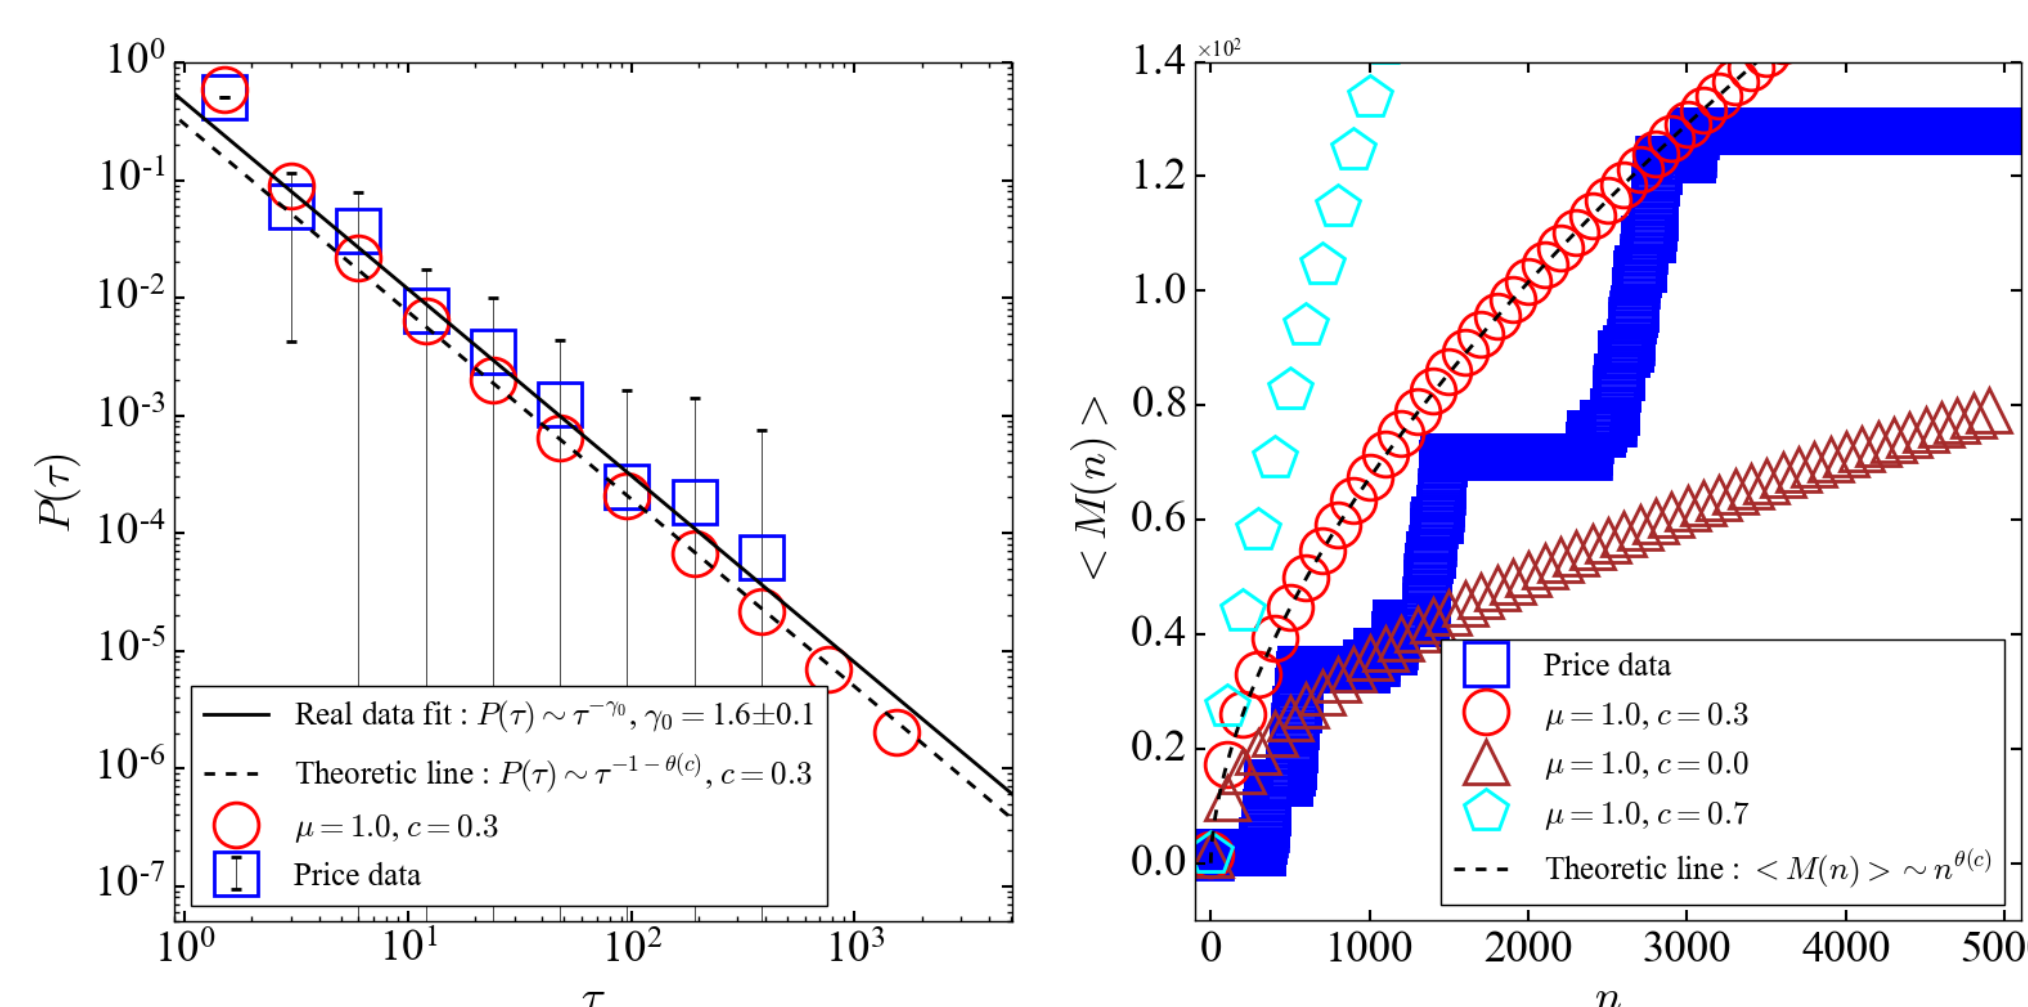 10^0
10^-1
10^-2
10^-3
10^-4
10^-5
10^-6
10^-7
P(τ)
Real data fit : P(τ) ∼ τ^−γ₀, γ₀ = 1.6±0.1
Theoretic line : P(τ) ∼ τ^−1−θ(c), c = 0.3
μ = 1.0, c = 0.3
Price data
10^0 10^1 10^2 10^3
τ
1.4 ×10^2
1.2
1.0
0.8
0.6
0.4
0.2
0.0
< M(n) >
Price data
μ = 1.0, c = 0.3
μ = 1.0, c = 0.0
μ = 1.0, c = 0.7
Theoretic line : < M(n) > ∼ n^θ(c)
0 1000 2000 3000 4000 500
n